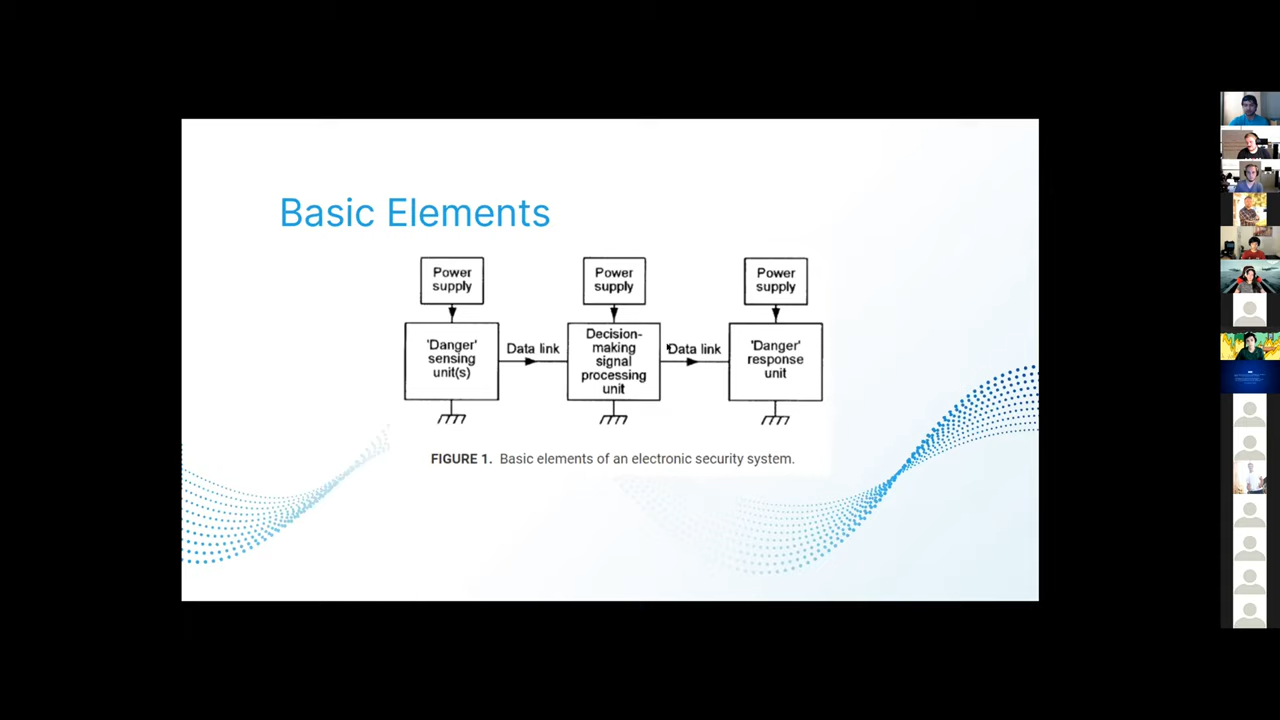 Basic Elements
Power
supply
Power
supply
Power
supply
'Danger'
sensing
unit(s)
Data link
Decision-
making
signal
processing
unit
Data link
'Danger'
response
unit
FIGURE 1. Basic elements of an electronic security system.